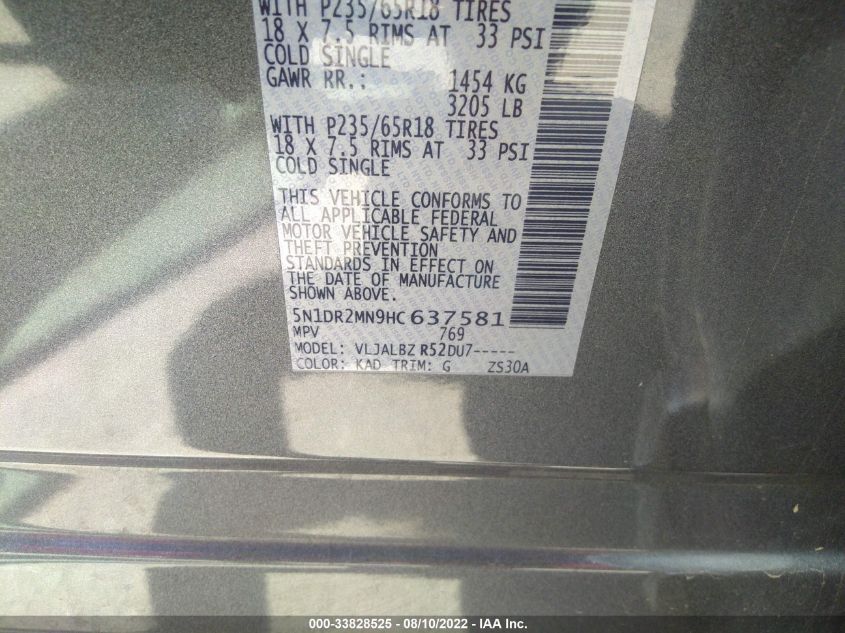 WITH P235/65R18 TIRES
18 X 7.5 RIMS AT 33 PSI
COLD SINGLE
GAWR RR.: 1454 KG
3205 LB
WITH P235/65R18 TIRES
18 X 7.5 RIMS AT 33 PSI
COLD SINGLE
THIS VEHICLE CONFORMS TO
ALL APPLICABLE FEDERAL
MOTOR VEHICLE SAFETY AND
THEFT PREVENTION
STANDARDS IN EFFECT ON
THE DATE OF MANUFACTURE
SHOWN ABOVE.
5N1DR2MN9HC637581
MPV 769
MODEL: VLJALBZ R52DU7-----
COLOR: KAD TRIM: G ZS30A
000-33828525 - 08/10/2022 - IAA Inc.